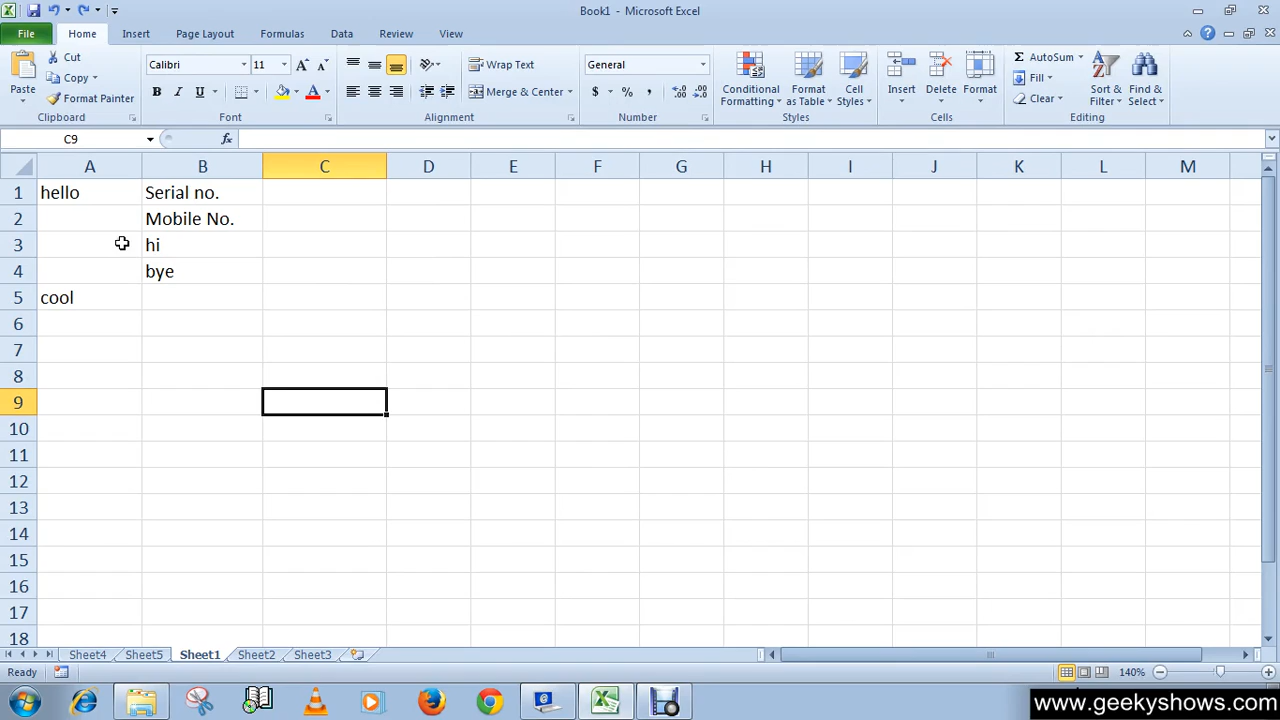 Book1 - Microsoft Excel
File Home Insert Page Layout Formulas Data Review View
Paste
Cut
Copy
Format Painter
Clipboard
Calibri 11
B I U
Font
Wrap Text
Merge & Center
Alignment
General
$ % ,
Number
Conditional Formatting
Format as Table
Cell Styles
Styles
Insert Delete Format
Cells
Σ AutoSum
Fill
Clear
Sort & Filter
Find & Select
Editing
C9 fx
A B C D E F G H I J K L M
1 hello Serial no.
2 Mobile No.
3 hi
4 bye
5 cool
6
7
8
9
10
11
12
13
14
15
16
17
18
Sheet4 Sheet5 Sheet1 Sheet2 Sheet3
Ready 140%
www.geekyshows.com